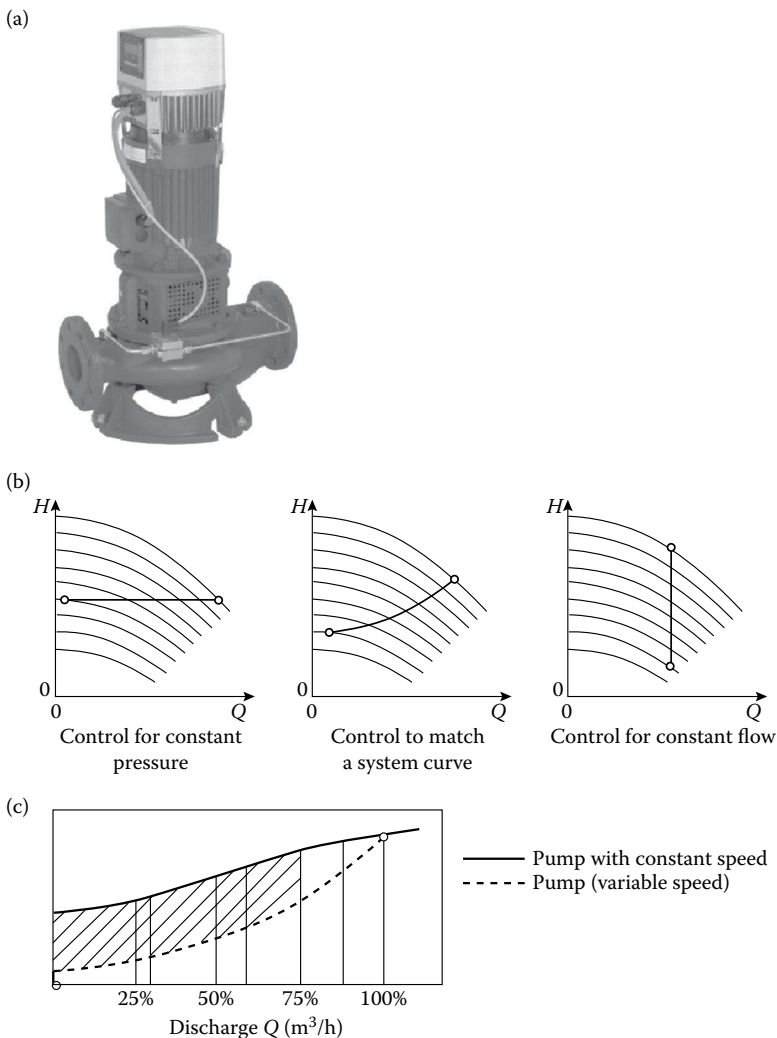 (a)
(b)
H
0
0
Q
Control for constant
pressure
H
0
Q
Control to match
a system curve
H
0
0
Q
Control for constant flow
(c)
Pump with constant speed
Pump (variable speed)
25%
50%
75%
100%
Discharge Q (m³/h)